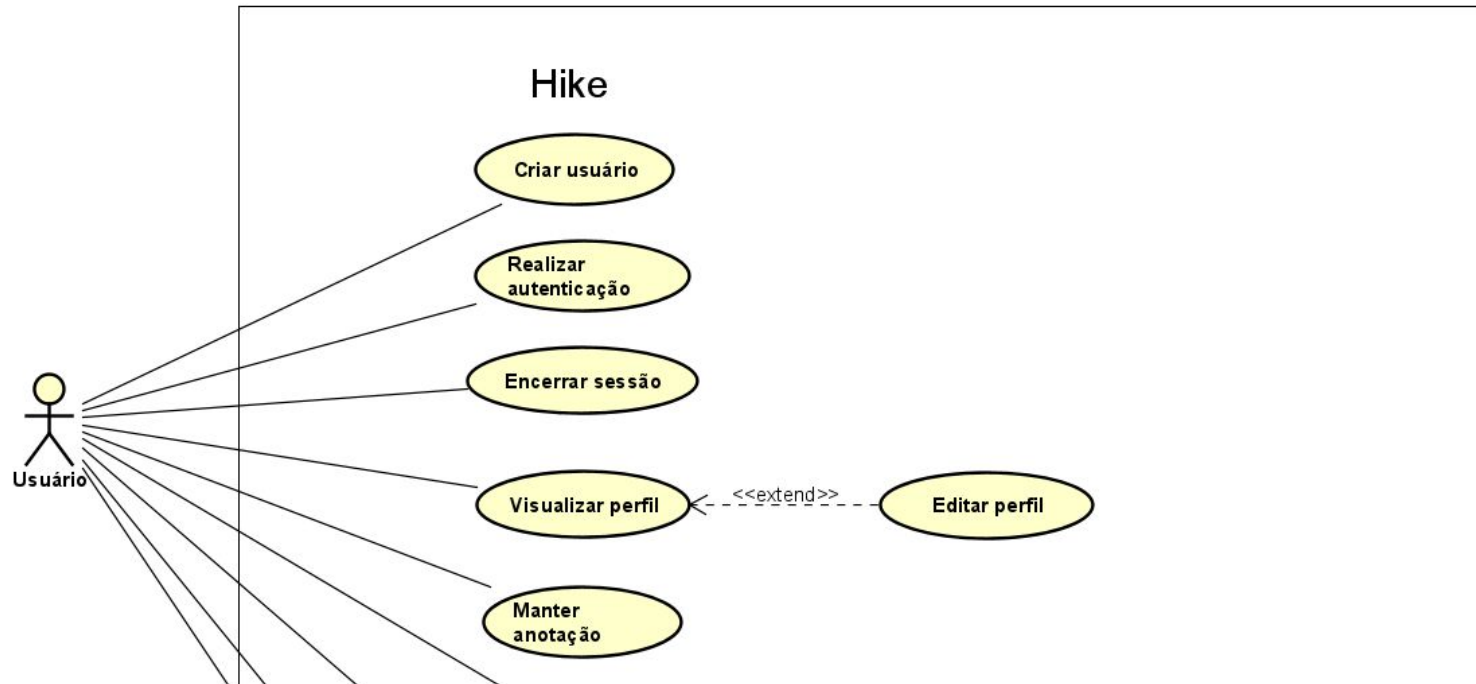 Hike
Criar usuário
Realizar
autenticação
Encerrar sessão
Usuário
Visualizar perfil
<<extend>>
Editar perfil
Manter
anotação